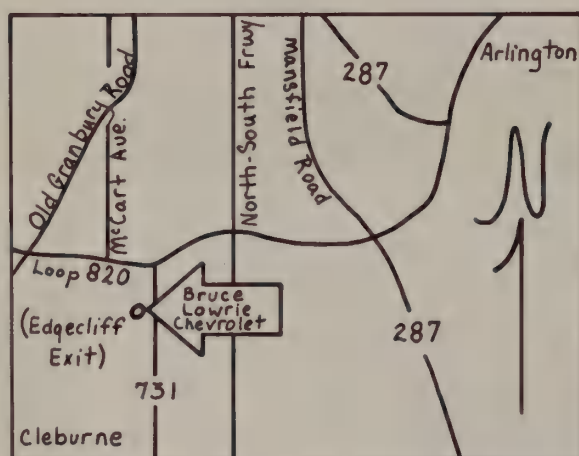 Old Granbury Road
McCart Ave.
North-South Frwy
Mansfield Road
287
Arlington
N
Loop 820
Bruce
Lowrie
Chevrolet
(Edgecliff
Exit)
287
731
Cleburne